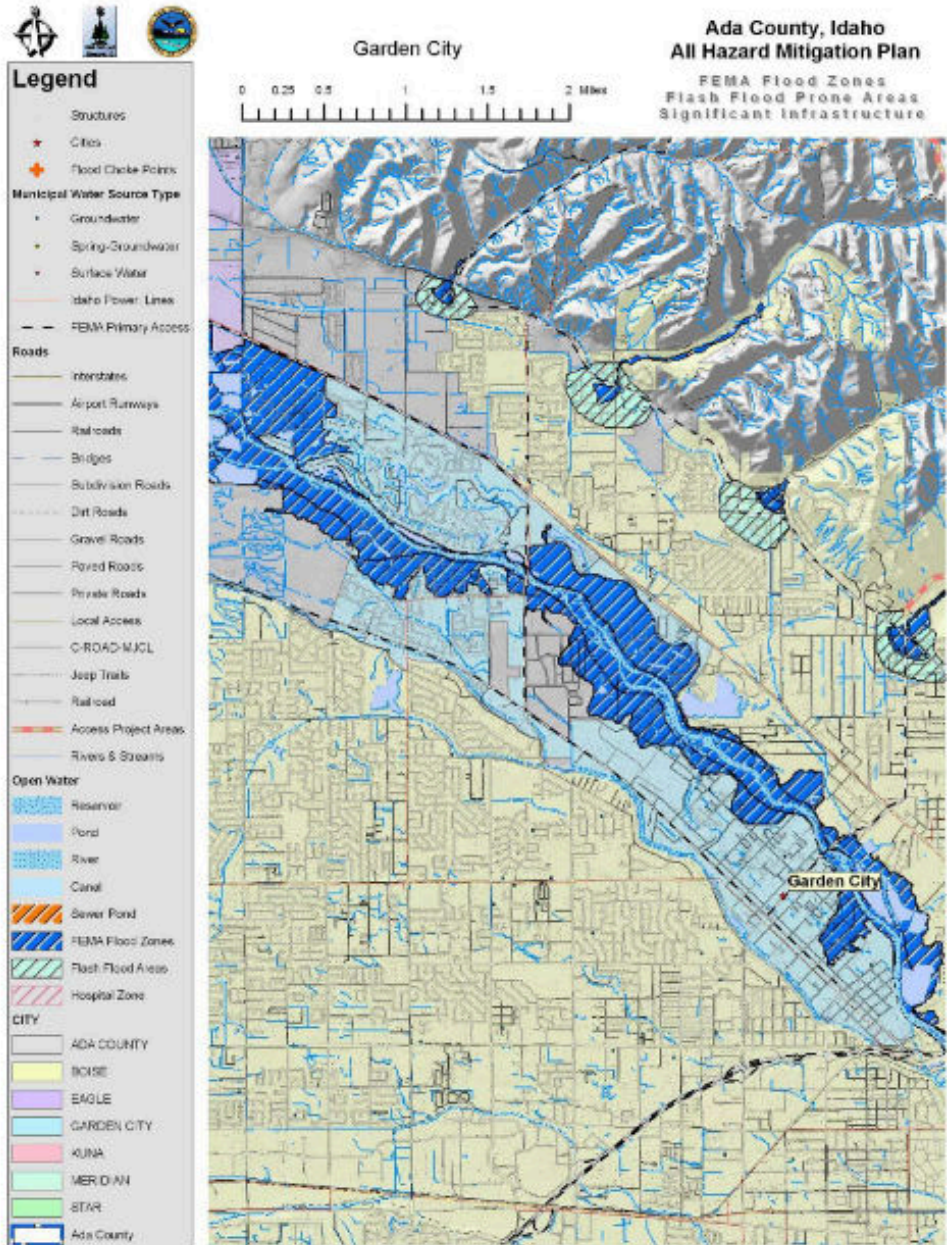 Garden City
Ada County, Idaho
All Hazard Mitigation Plan
FEMA Flood Zones
Flash Flood Prone Areas
Significant Infrastructure
0 0.25 0.5 1 1.5 2 Miles
Legend
Structures
Cities
Flood Choke Points
Municipal Water Source Type
Groundwater
Spring-Groundwater
Surface Water
Idaho Power Lines
FEMA Primary Access
Roads
Interstates
Airport Runways
Railroads
Bridges
Subdivision Roads
Dirt Roads
Gravel Roads
Paved Roads
Private Roads
Local Access
C-ROAD-MJCL
Jeep Trails
Railroad
Access Project Areas
Rivers & Streams
Open Water
Reservoir
Pond
River
Canal
Sewer Pond
FEMA Flood Zones
Flash Flood Areas
Hospital Zone
CITY
ADA COUNTY
BOISE
EAGLE
GARDEN CITY
KUNA
MERIDIAN
STAR
Ada County
Garden City